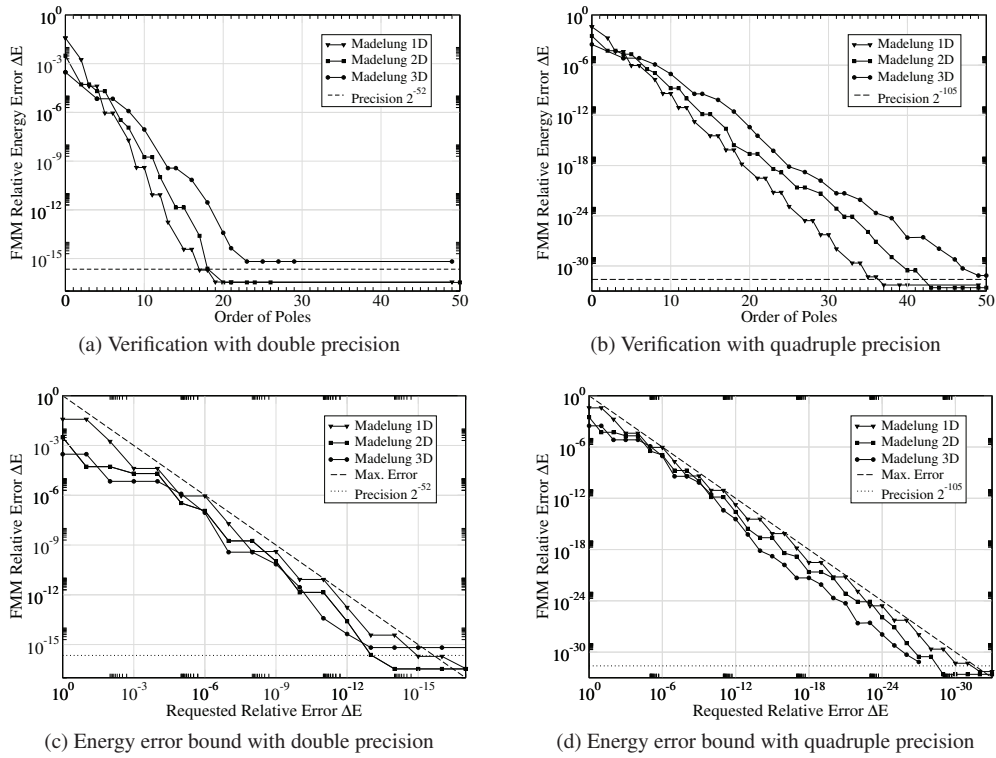 10^0
10^-3
10^-6
10^-9
10^-12
10^-15
FMM Relative Energy Error ΔE
Madelung 1D
Madelung 2D
Madelung 3D
Precision 2^-52
0 10 20 30 40 50
Order of Poles
(a) Verification with double precision
10^0
10^-6
10^-12
10^-18
10^-24
10^-30
FMM Relative Energy Error ΔE
Madelung 1D
Madelung 2D
Madelung 3D
Precision 2^-105
0 10 20 30 40 50
Order of Poles
(b) Verification with quadruple precision
10^0
10^-3
10^-6
10^-9
10^-12
10^-15
FMM Relative Error ΔE
Madelung 1D
Madelung 2D
Madelung 3D
Max. Error
Precision 2^-52
10^0 10^-3 10^-6 10^-9 10^-12 10^-15
Requested Relative Error ΔE
(c) Energy error bound with double precision
10^0
10^-6
10^-12
10^-18
10^-24
10^-30
FMM Relative Error ΔE
Madelung 1D
Madelung 2D
Madelung 3D
Max. Error
Precision 2^-105
10^0 10^-6 10^-12 10^-18 10^-24 10^-30
Requested Relative Error ΔE
(d) Energy error bound with quadruple precision